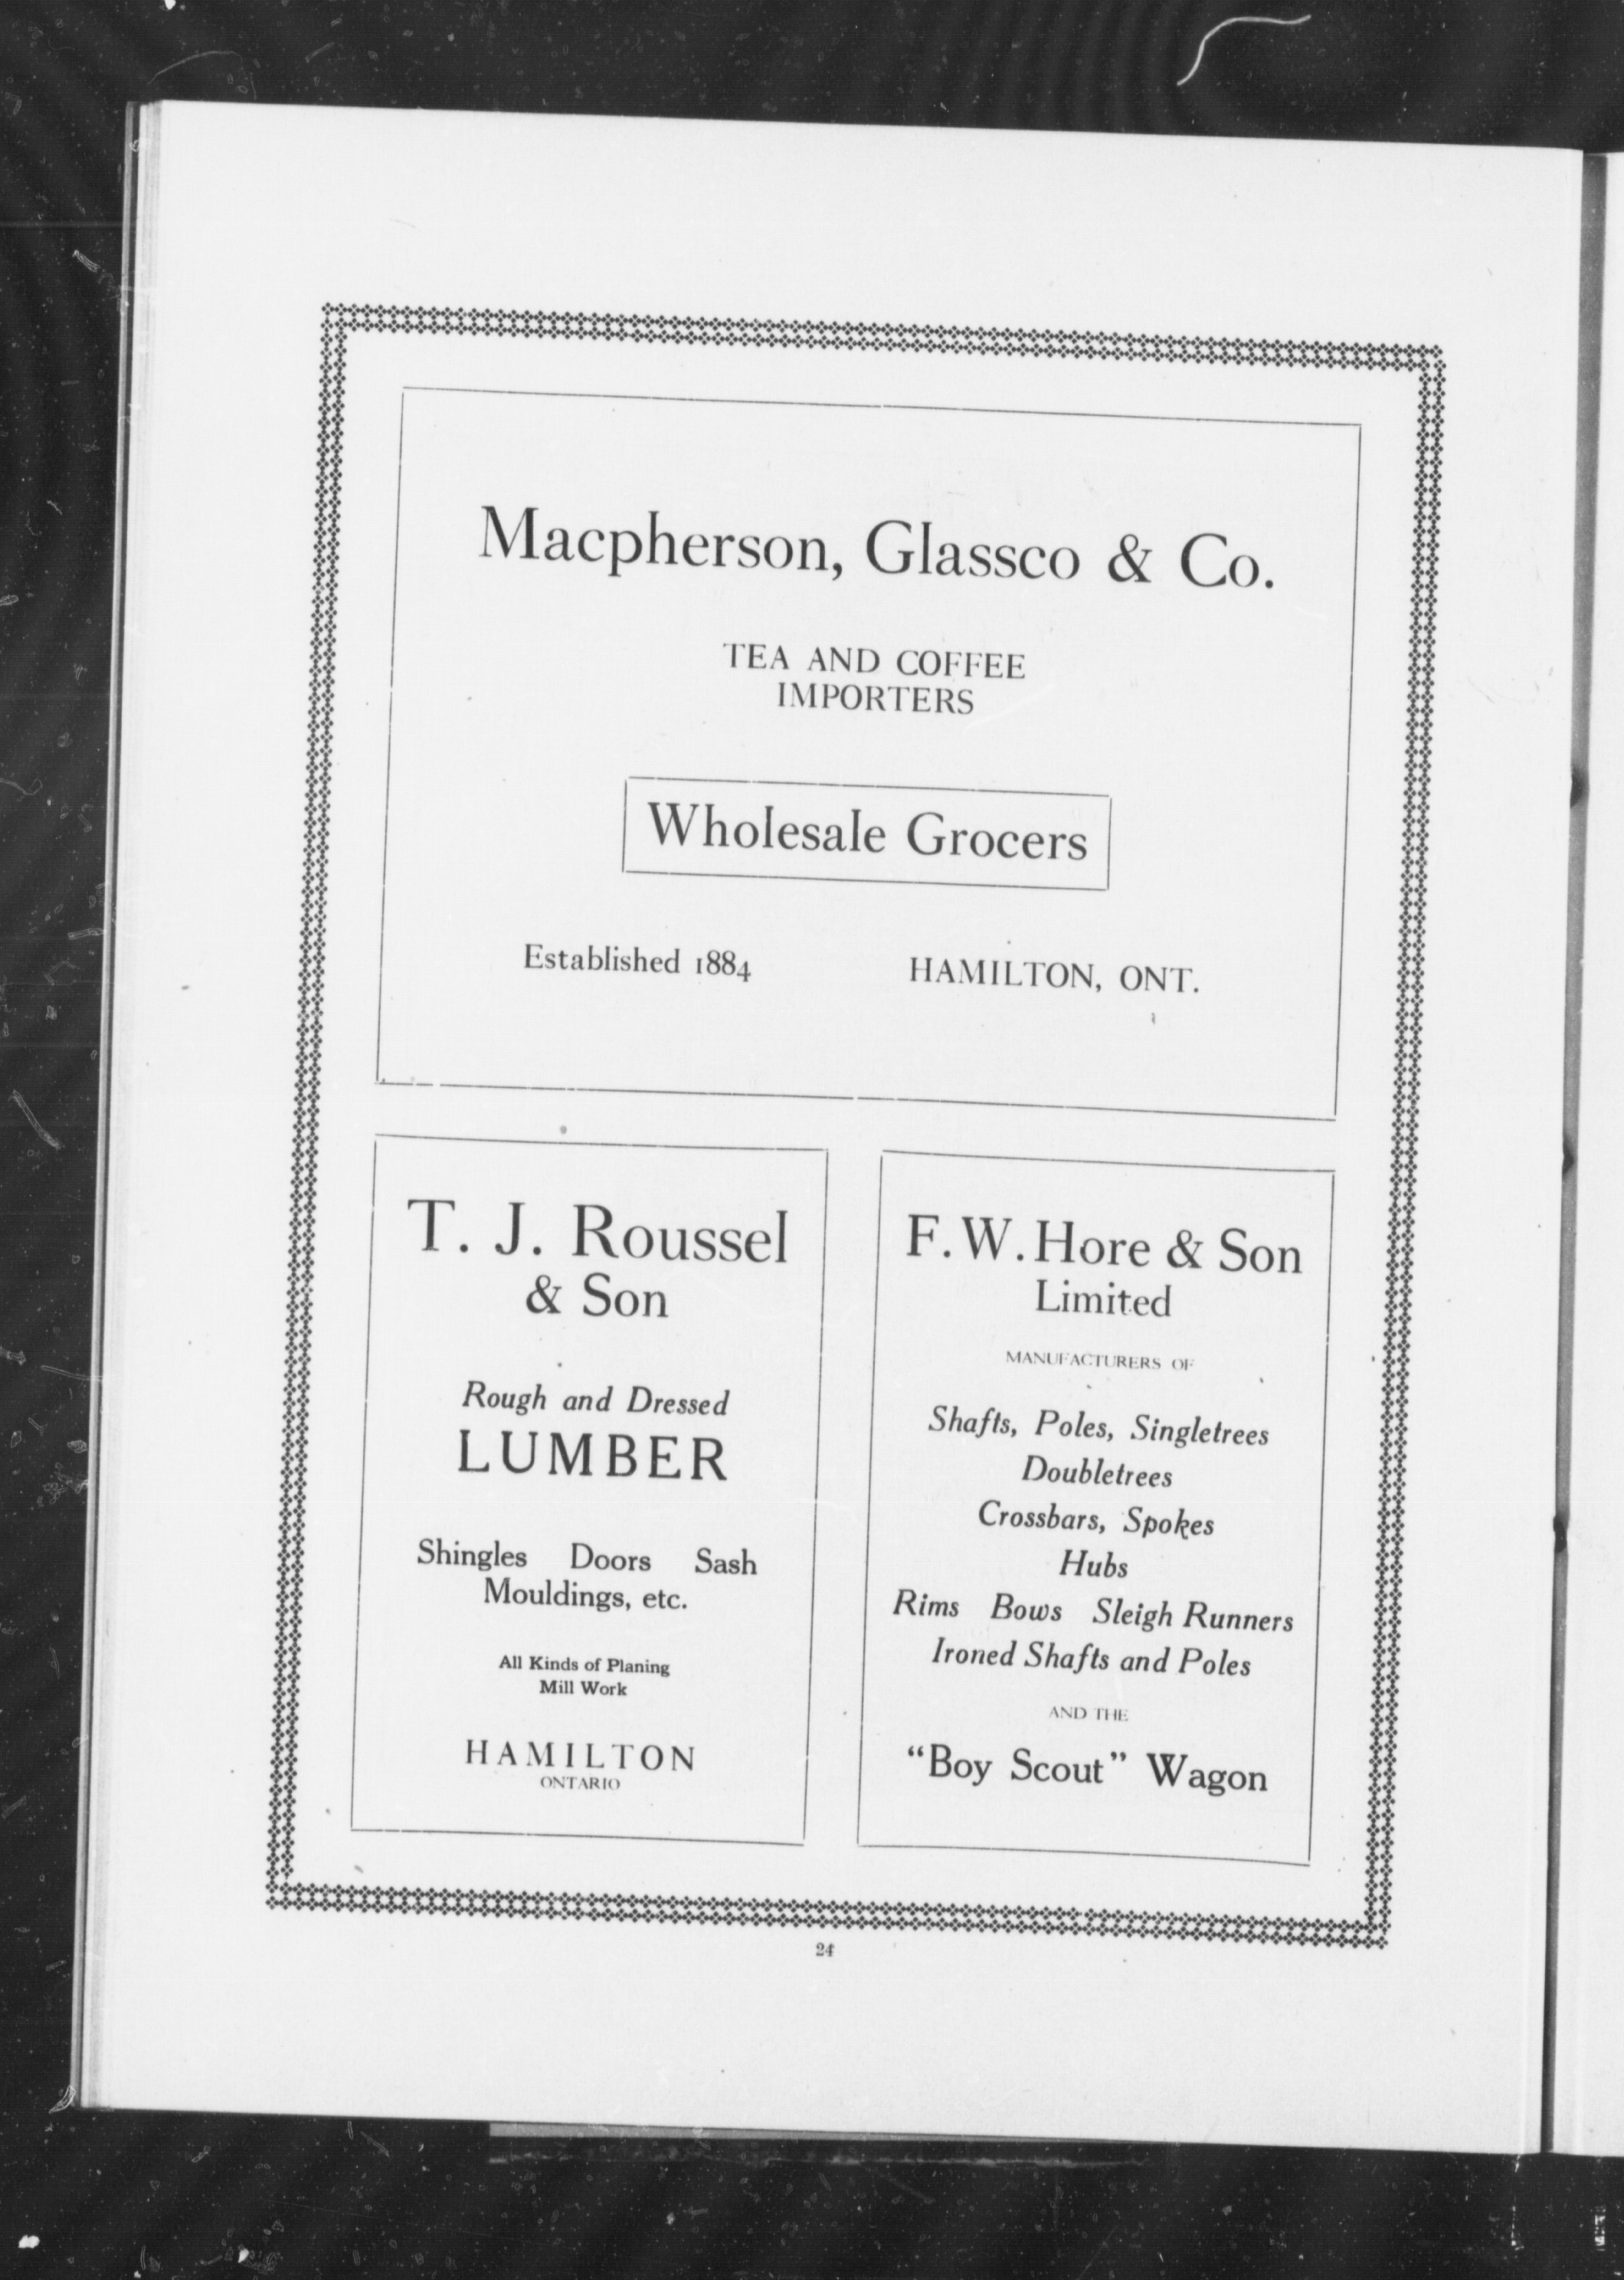 Macpherson, Glassco & Co.
TEA AND COFFEE
IMPORTERS
Wholesale Grocers
Established 1884 HAMILTON, ONT.
T. J. Roussel
& Son
Rough and Dressed
LUMBER
Shingles Doors Sash
Mouldings, etc.
All Kinds of Planing
Mill Work
HAMILTON
ONTARIO
F. W. Hore & Son
Limited
MANUFACTURERS OF
Shafts, Poles, Singletrees
Doubletrees
Crossbars, Spokes
Hubs
Rims Bows Sleigh Runners
Ironed Shafts and Poles
AND THE
“Boy Scout” Wagon
24